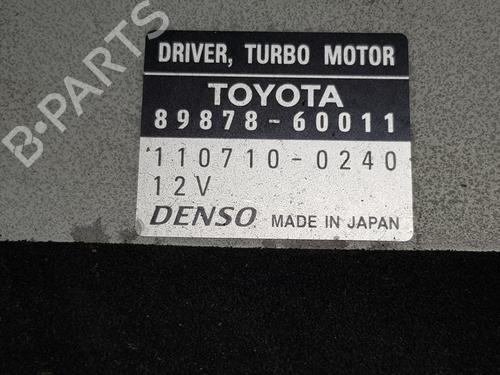 B-PARTS
DRIVER, TURBO MOTOR
TOYOTA
89878-60011
110710-0240
12V
DENSO MADE IN JAPAN